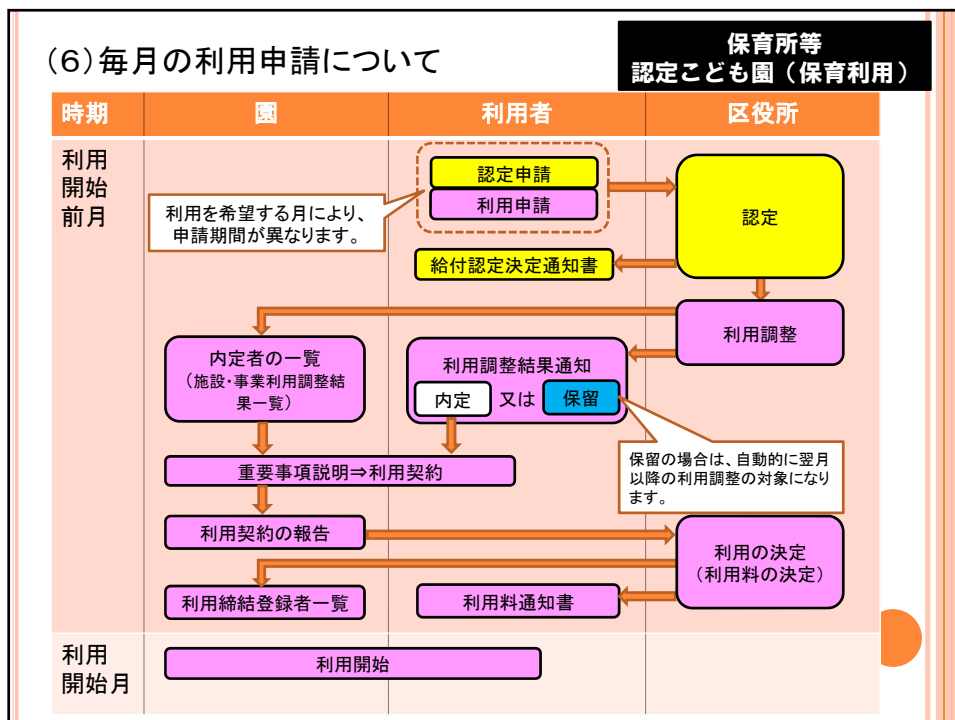 (6)毎月の利用申請について
保育所等
認定こども園(保育利用)
時期
園
利用者
区役所
利用
開始
前月
認定申請
利用申請
利用を希望する月により、
申請期間が異なります。
認定
給付認定決定通知書
利用調整
内定者の一覧
(施設・事業利用調整結
果一覧)
利用調整結果通知
内定 又は 保留
保留の場合は、自動的に翌月
以降の利用調整の対象になり
ます。
重要事項説明⇒利用契約
利用契約の報告
利用の決定
(利用料の決定)
利用締結登録者一覧
利用料通知書
利用
開始月
利用開始